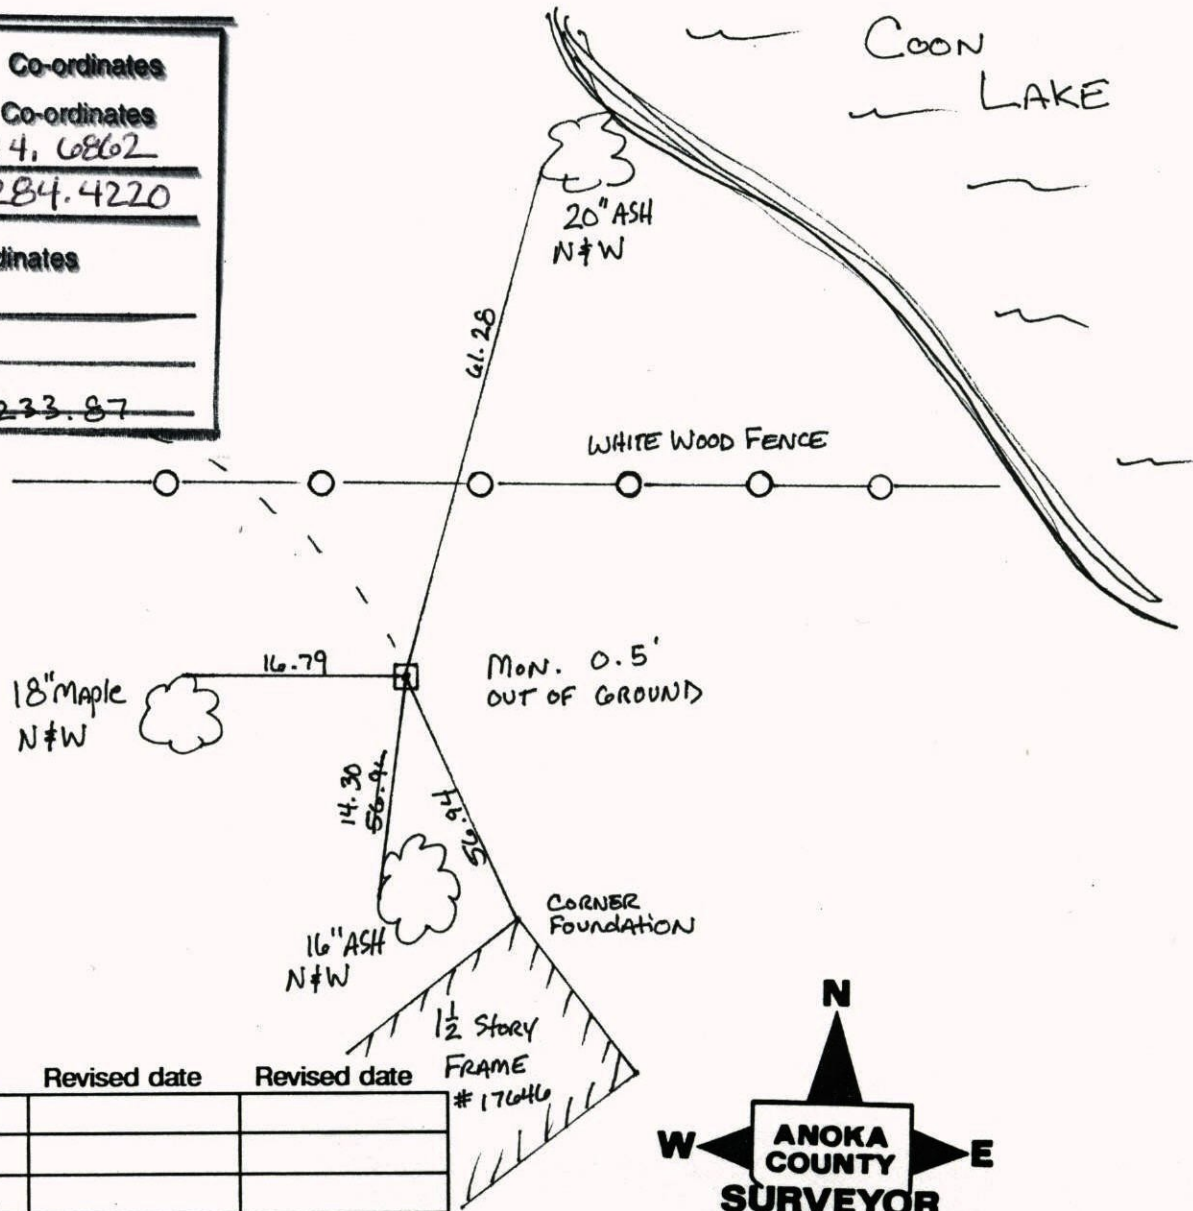 Co-ordinates
Co-ordinates
4.6862
284.4220
dinates
233.87
COON
LAKE
20" ASH
N&W
61.28
WHITE WOOD FENCE
16.79
18" MAPLE
N&W
MON. 0.5'
OUT OF GROUND
14.30
56.94
56.94
CORNER
FOUNDATION
16" ASH
N&W
1½ STORY
FRAME
# 17646
Revised date
Revised date
N
W
ANOKA
COUNTY
E
SURVEYOR